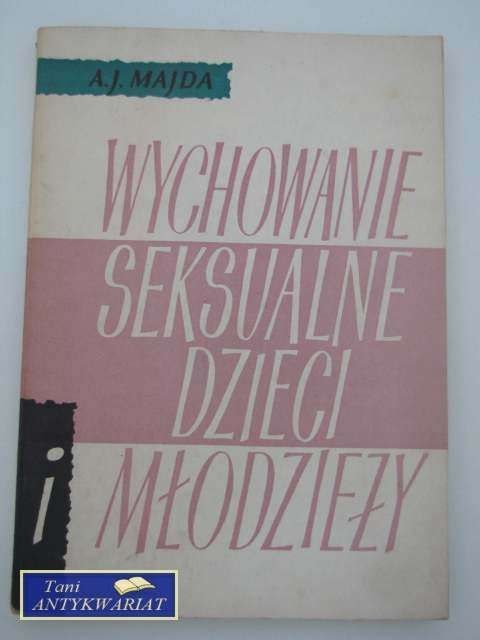 A.J. MAJDA
WYCHOWANIE
SEKSUALNE
DZIECI
i MŁODZIEŻY
Tani
ANTYKWARIAT